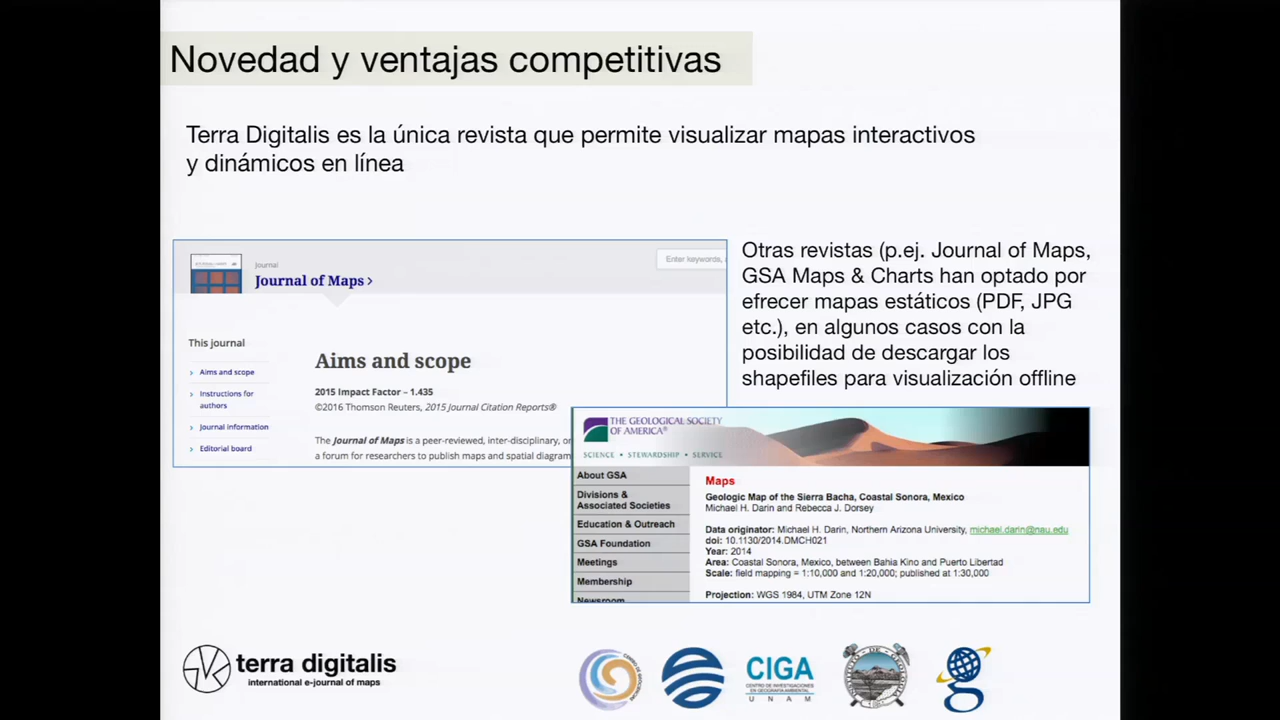 Novedad y ventajas competitivas
Terra Digitalis es la única revista que permite visualizar mapas interactivos
y dinámicos en línea
Journal
Journal of Maps >
Enter keywords,
This journal
Aims and scope
Instructions for
authors
Journal information
Editorial board
Aims and scope
2015 Impact Factor – 1.435
©2016 Thomson Reuters, 2015 Journal Citation Reports®
The Journal of Maps is a peer-reviewed, inter-disciplinary, on
a forum for researchers to publish maps and spatial diagram
Otras revistas (p.ej. Journal of Maps,
GSA Maps & Charts han optado por
efrecer mapas estáticos (PDF, JPG
etc.), en algunos casos con la
posibilidad de descargar los
shapefiles para visualización offline
THE GEOLOGICAL SOCIETY
OF AMERICA®
SCIENCE • STEWARDSHIP • SERVICE
About GSA
Divisions &
Associated Societies
Education & Outreach
GSA Foundation
Meetings
Membership
Newsroom
Maps
Geologic Map of the Sierra Bacha, Coastal Sonora, Mexico
Michael H. Darin and Rebecca J. Dorsey
Data originator: Michael H. Darin, Northern Arizona University, michael.darin@nau.edu
doi: 10.1130/2014.DMCH021
Year: 2014
Area: Coastal Sonora, Mexico, between Bahia Kino and Puerto Libertad
Scale: field mapping = 1:10,000 and 1:20,000; published at 1:30,000
Projection: WGS 1984, UTM Zone 12N
terra digitalis
international e-journal of maps
CIGA
CENTRO DE INVESTIGACIONES
EN GEOGRAFÍA AMBIENTAL
UNAM